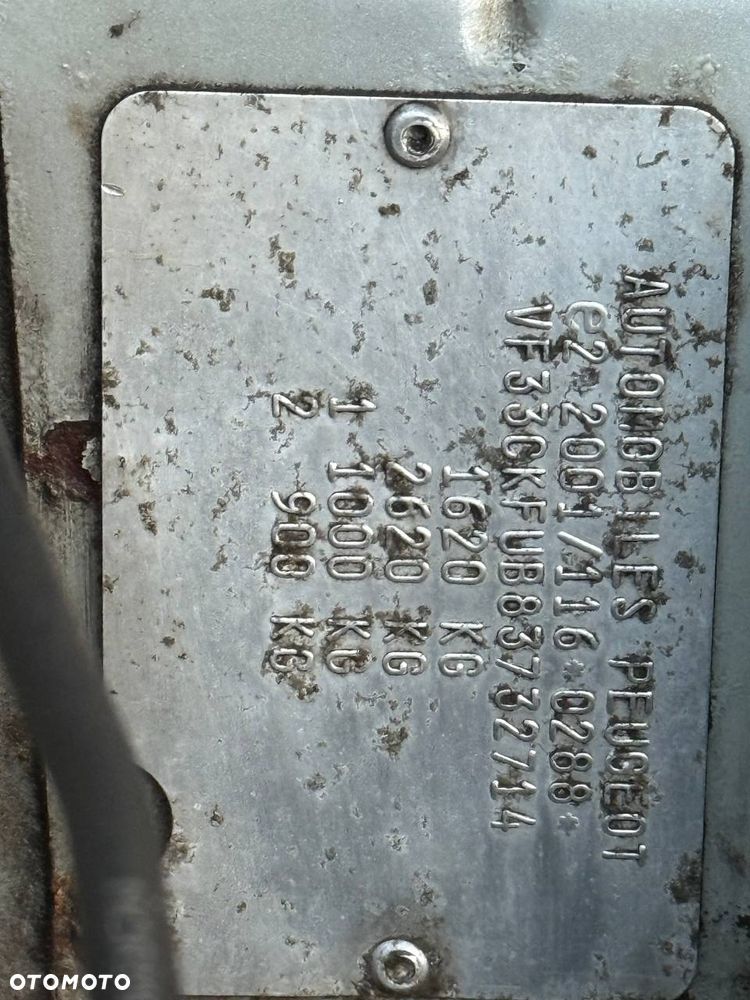 AUTOMOBILES PEUGEOT
e2*2001/116*0288*
VF33CKFUB83732714
1620 KG
2620 KG
1 1000 KG
2 900 KG
OTOMOTO